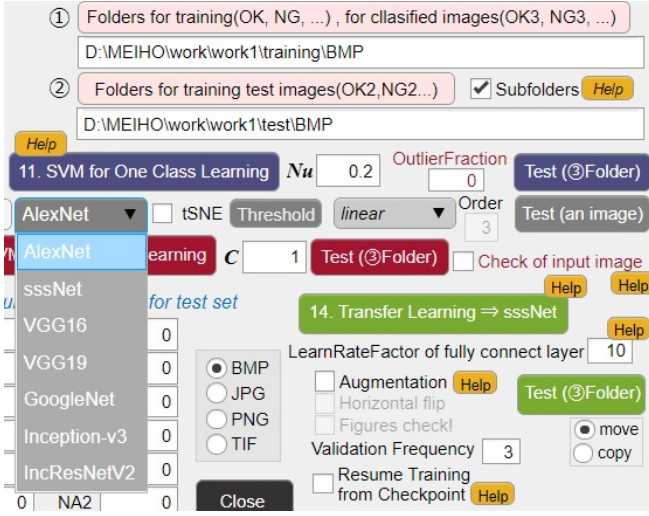 ① Folders for training(OK, NG, ...) , for cllasified images(OK3, NG3, ...)
D:\MEIHO\work\work1\training\BMP
② Folders for training test images(OK2,NG2...) Subfolders Help
D:\MEIHO\work\work1\test\BMP
Help
11. SVM for One Class Learning Nu 0.2 OutlierFraction 0 Test (③Folder)
AlexNet tSNE Threshold linear Order 3 Test (an image)
AlexNet earning C 1 Test (③Folder) Check of input image
sssNet for test set Help Help
14. Transfer Learning ⇒ sssNet
VGG16 0 Help
LearnRateFactor of fully connect layer 10
VGG19 0 BMP Augmentation Help Test (③Folder)
GoogleNet 0 JPG Horizontal flip
PNG Figures check! move
Inception-v3 0 TIF Validation Frequency 3 copy
IncResNetV2 0 Resume Training
from Checkpoint Help
0 NA2 0 Close